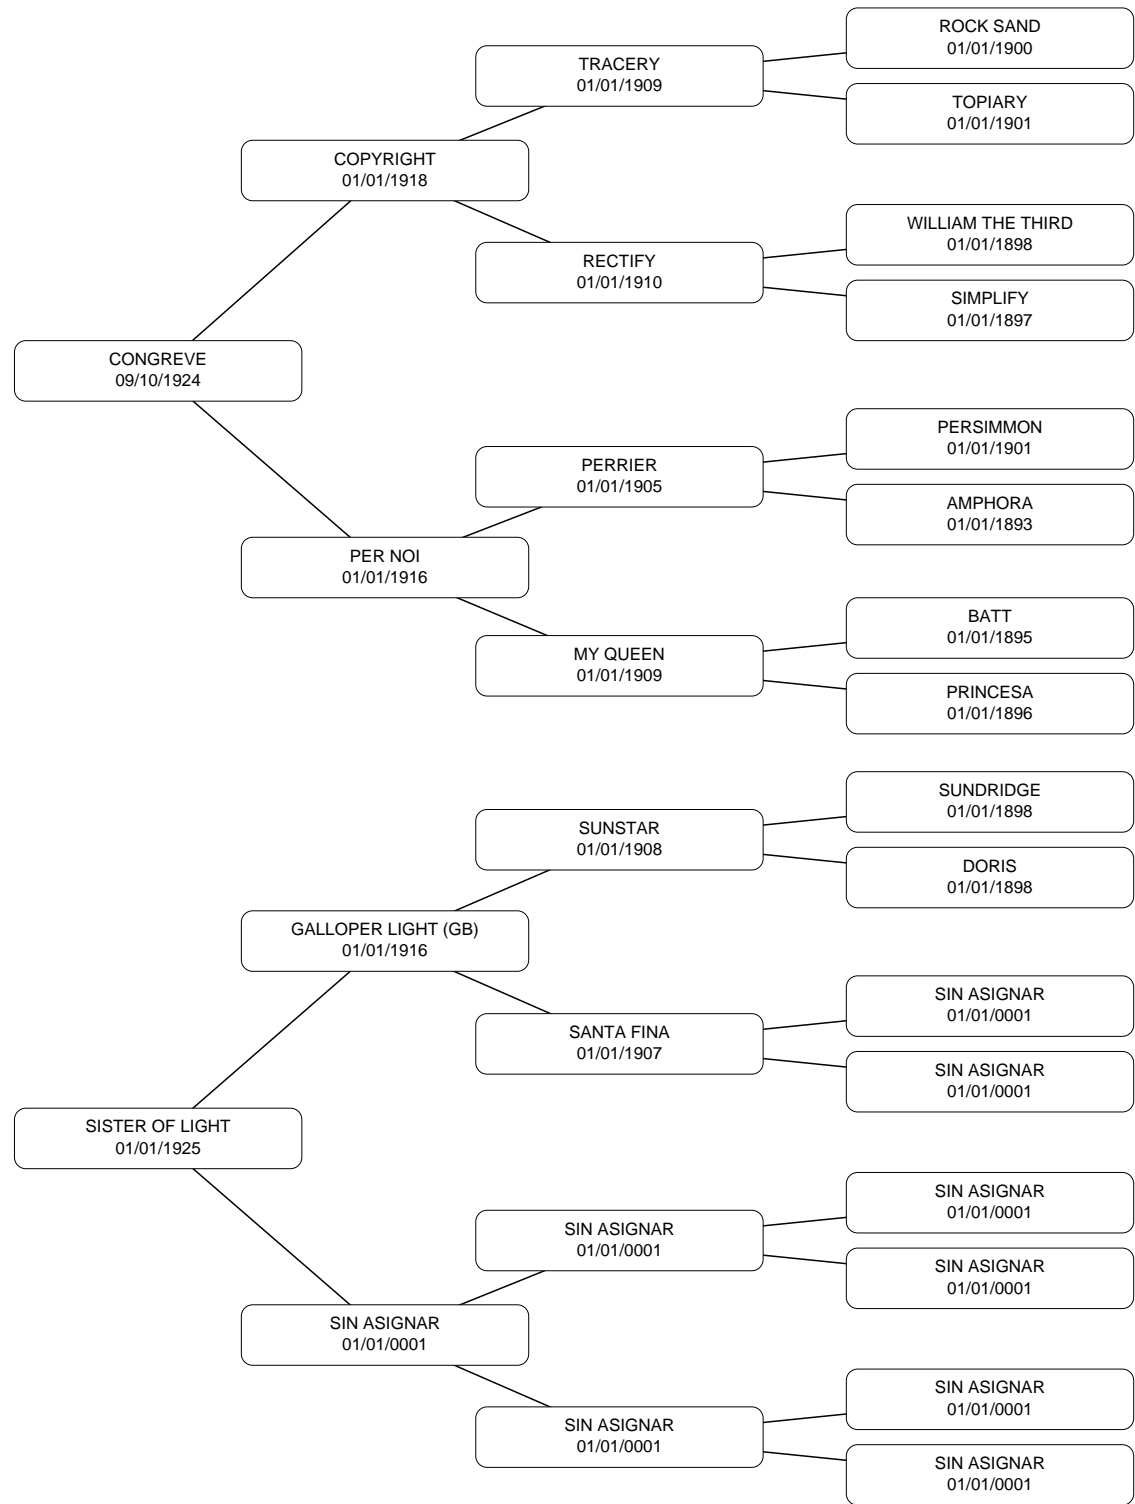 ROCK SAND
01/01/1900
TRACERY
01/01/1909
TOPIARY
01/01/1901
COPYRIGHT
01/01/1918
WILLIAM THE THIRD
01/01/1898
RECTIFY
01/01/1910
SIMPLIFY
01/01/1897
CONGREVE
09/10/1924
PERSIMMON
01/01/1901
PERRIER
01/01/1905
AMPHORA
01/01/1893
PER NOI
01/01/1916
BATT
01/01/1895
MY QUEEN
01/01/1909
PRINCESA
01/01/1896
SUNDRIDGE
01/01/1898
SUNSTAR
01/01/1908
DORIS
01/01/1898
GALLOPER LIGHT (GB)
01/01/1916
SIN ASIGNAR
01/01/0001
SANTA FINA
01/01/1907
SIN ASIGNAR
01/01/0001
SISTER OF LIGHT
01/01/1925
SIN ASIGNAR
01/01/0001
SIN ASIGNAR
01/01/0001
SIN ASIGNAR
01/01/0001
SIN ASIGNAR
01/01/0001
SIN ASIGNAR
01/01/0001
SIN ASIGNAR
01/01/0001
SIN ASIGNAR
01/01/0001